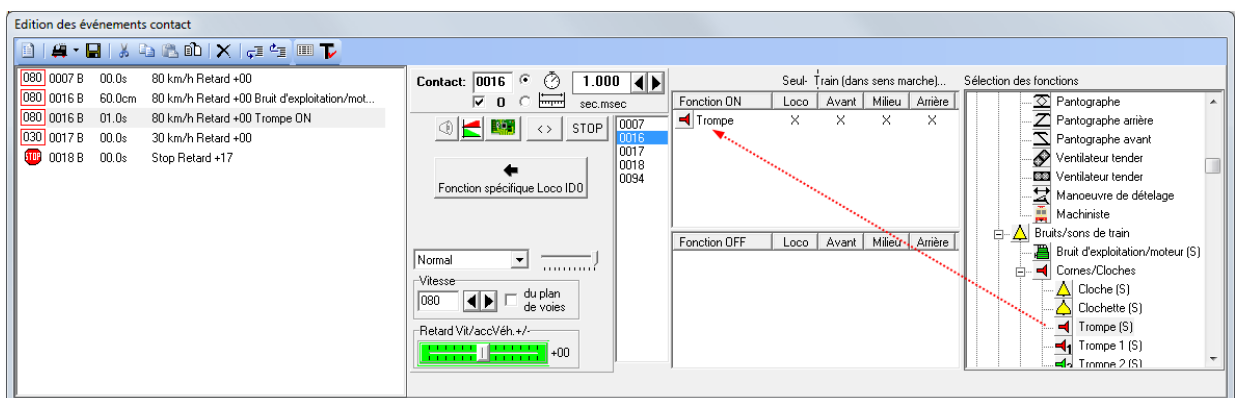 Edition des événements contact
080 0007 B 00.0s 80 km/h Retard +00
080 0016 B 60.0cm 80 km/h Retard +00 Bruit d'exploitation/mot...
080 0016 B 01.0s 80 km/h Retard +00 Trompe ON
030 0017 B 00.0s 30 km/h Retard +00
STOP 0018 B 00.0s Stop Retard +17
Contact: 0016 1.000
0 sec.msec
<> STOP
Fonction spécifique Loco ID0
Normal
Vitesse
080 du plan
de voies
Retard Vit/accVéh.+/-
+00
0007
0016
0017
0018
0094
Seul- Train (dans sens marche)...
Fonction ON Loco Avant Milieu Arrière
Trompe X X X X
Fonction OFF Loco Avant Milieu Arrière
Sélection des fonctions
Pantographe
Pantographe arrière
Pantographe avant
Ventilateur tender
Ventilateur tender
Manoeuvre de dételage
Machiniste
Bruits/sons de train
Bruit d'exploitation/moteur (S)
Cornes/Cloches
Cloche (S)
Clochette (S)
Trompe (S)
1 Trompe 1 (S)
2 Trompe 2 (S)